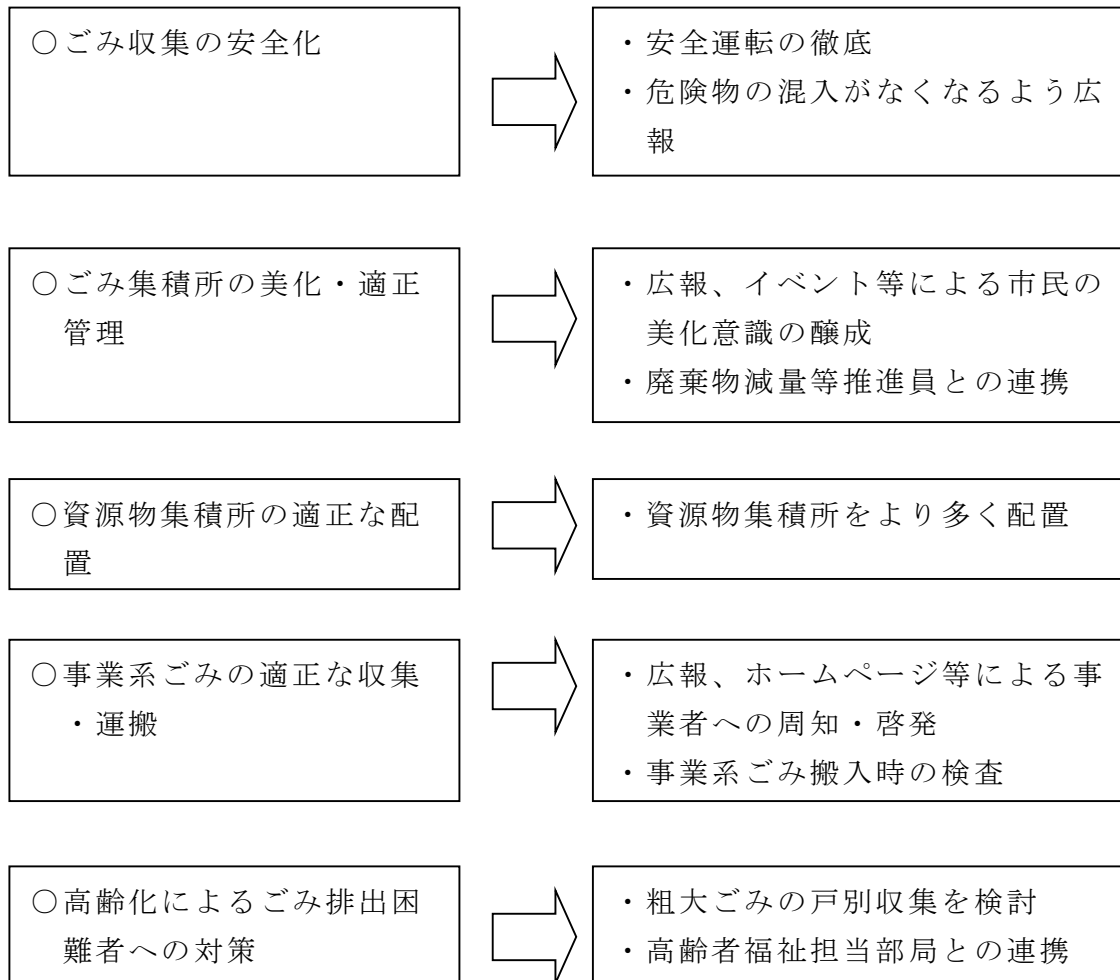 ○ごみ収集の安全化
・安全運転の徹底
・危険物の混入がなくなるよう広
報
○ごみ集積所の美化・適正
管理
・広報、イベント等による市民の
美化意識の醸成
・廃棄物減量等推進員との連携
○資源物集積所の適正な配
置
・資源物集積所をより多く配置
○事業系ごみの適正な収集
・運搬
・広報、ホームページ等による事
業者への周知・啓発
・事業系ごみ搬入時の検査
○高齢化によるごみ排出困
難者への対策
・粗大ごみの戸別収集を検討
・高齢者福祉担当部局との連携